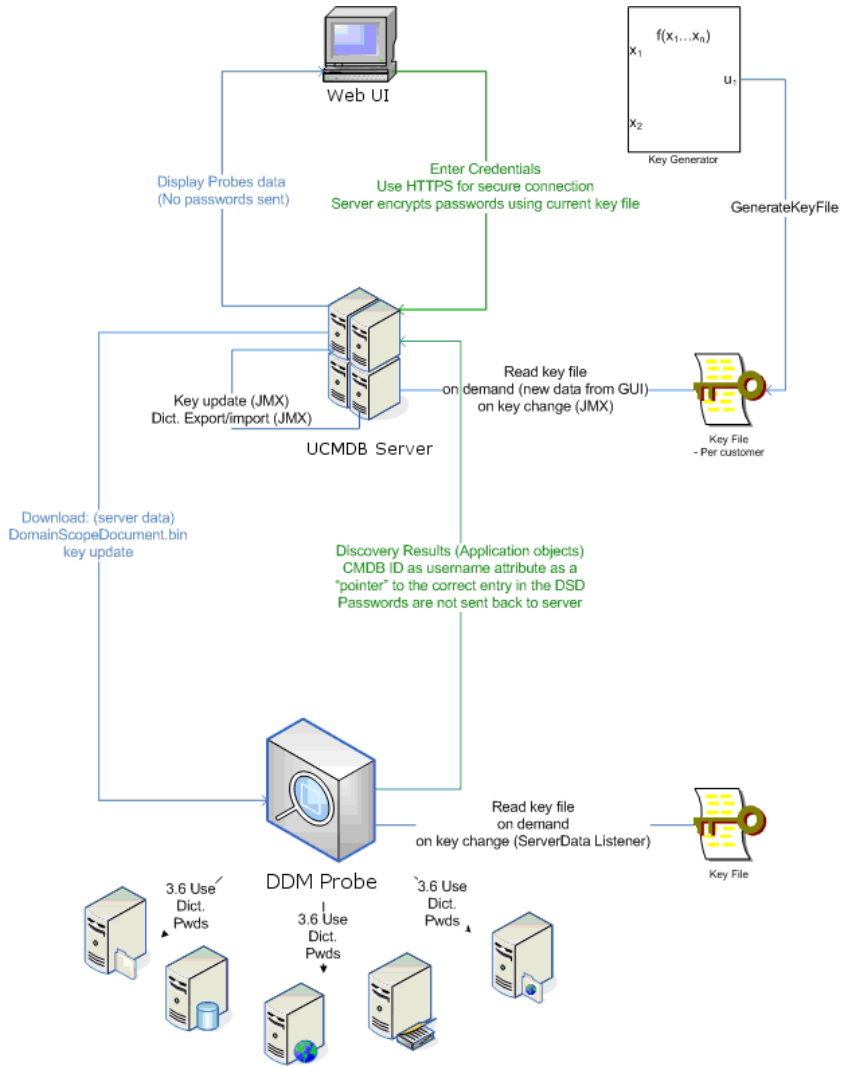 Web UI
f(x1...xn)
x1
u1
x2
Key Generator
Display Probes data
(No passwords sent)
Enter Credentials
Use HTTPS for secure connection
Server encrypts passwords using current key file
GenerateKeyFile
Key update (JMX)
Dict. Export/import (JMX)
UCMDB Server
Read key file
on demand (new data from GUI)
on key change (JMX)
Key File
- Per customer
Download: (server data)
DomainScopeDocument.bin
key update
Discovery Results (Application objects)
CMDB ID as username attribute as a
“pointer” to the correct entry in the DSD
Passwords are not sent back to server
DDM Probe
Read key file
on demand
on key change (ServerData Listener)
Key File
3.6 Use
Dict.
Pwds
3.6 Use
Dict.
Pwds
3.6 Use
Dict.
Pwds